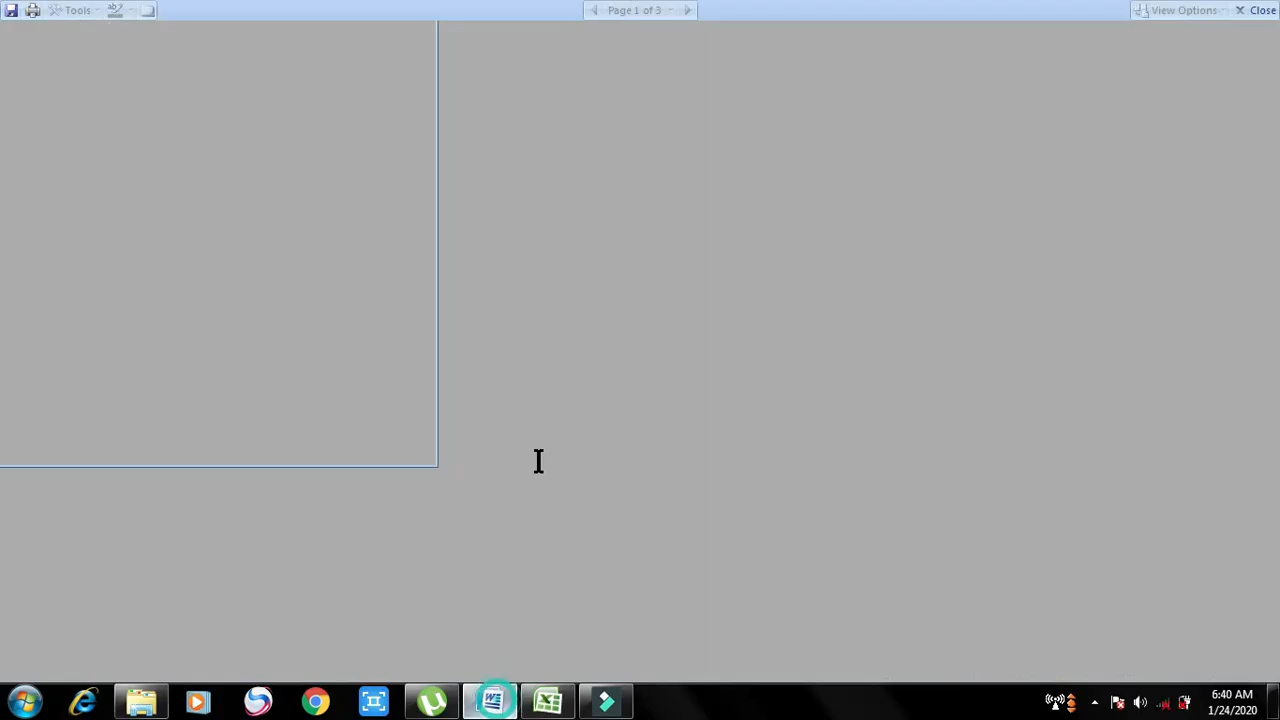 Tools
Page 1 of 3
View Options
Close
6:40 AM
1/24/2020